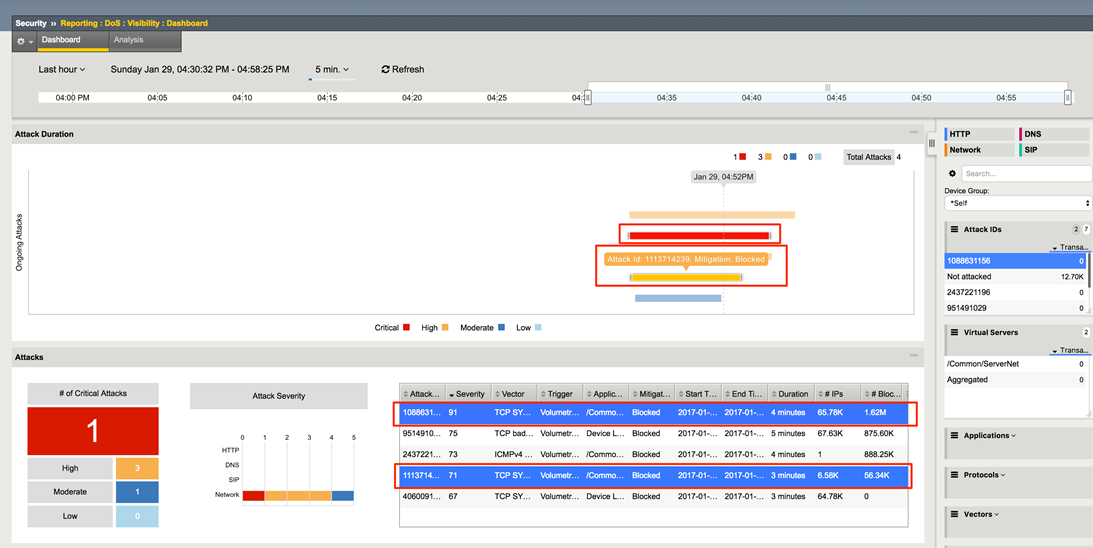 Security ›› Reporting : DoS : Visibility : Dashboard
Dashboard Analysis
Last hour Sunday Jan 29, 04:30:32 PM - 04:58:25 PM 5 min. Refresh
04:00 PM 04:05 04:10 04:15 04:20 04:25 04:35 04:40 04:45 04:50 04:55
Attack Duration
1 3 0 0 Total Attacks 4
Jan 29, 04:52PM
Ongoing Attacks
Attack Id: 1113714239, Mitigation: Blocked
Critical High Moderate Low
Attacks
# of Critical Attacks
1
High 3
Moderate 1
Low 0
Attack Severity
0 1 2 3 4 5
HTTP
DNS
SIP
Network
Attack... Severity Vector Trigger Applic... Mitigat... Start T... End Ti... Duration # IPs # Bloc...
1088631... 91 TCP SY... Volumetr... /Commo... Blocked 2017-01-... 2017-01-... 4 minutes 65.78K 1.62M
9514910... 75 TCP bad... Volumetr... Device L... Blocked 2017-01-... 2017-01-... 5 minutes 67.63K 875.60K
2437221... 73 ICMPv4 ... Volumetr... /Commo... Blocked 2017-01-... 2017-01-... 4 minutes 1 888.25K
1113714... 71 TCP SY... Volumetr... /Commo... Blocked 2017-01-... 2017-01-... 3 minutes 6.58K 56.34K
4060091... 67 TCP SY... Volumetr... Device L... Blocked 2017-01-... 2017-01-... 3 minutes 64.78K 0
HTTP DNS
Network SIP
Search...
Device Group:
*Self
Attack IDs 2 7
Transa...
1088631156 0
Not attacked 12.70K
2437221196 0
951491029 0
Virtual Servers 2
Transa...
/Common/ServerNet 0
Aggregated 0
Applications
Protocols
Vectors